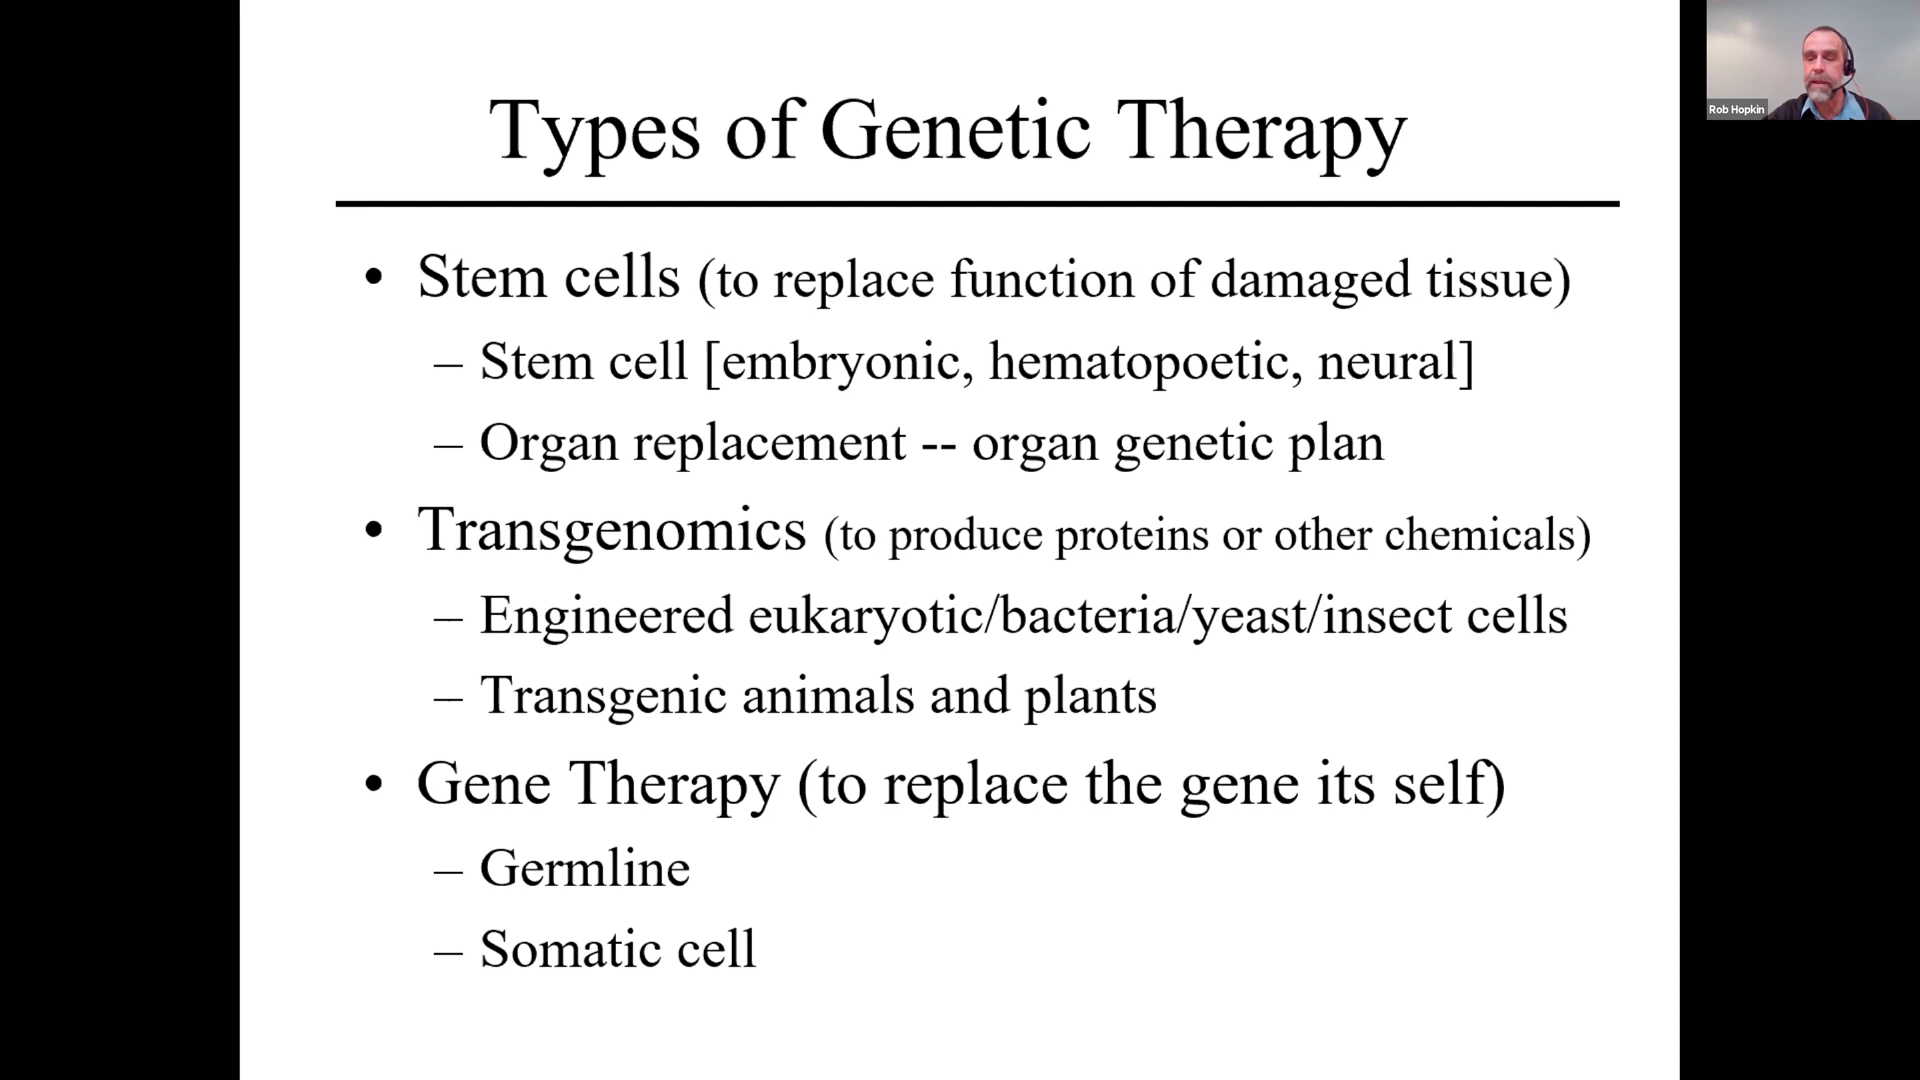 Types of Genetic Therapy
Rob Hopkin
• Stem cells (to replace function of damaged tissue)
– Stem cell [embryonic, hematopoetic, neural]
– Organ replacement -- organ genetic plan
• Transgenomics (to produce proteins or other chemicals)
– Engineered eukaryotic/bacteria/yeast/insect cells
– Transgenic animals and plants
• Gene Therapy (to replace the gene its self)
– Germline
– Somatic cell